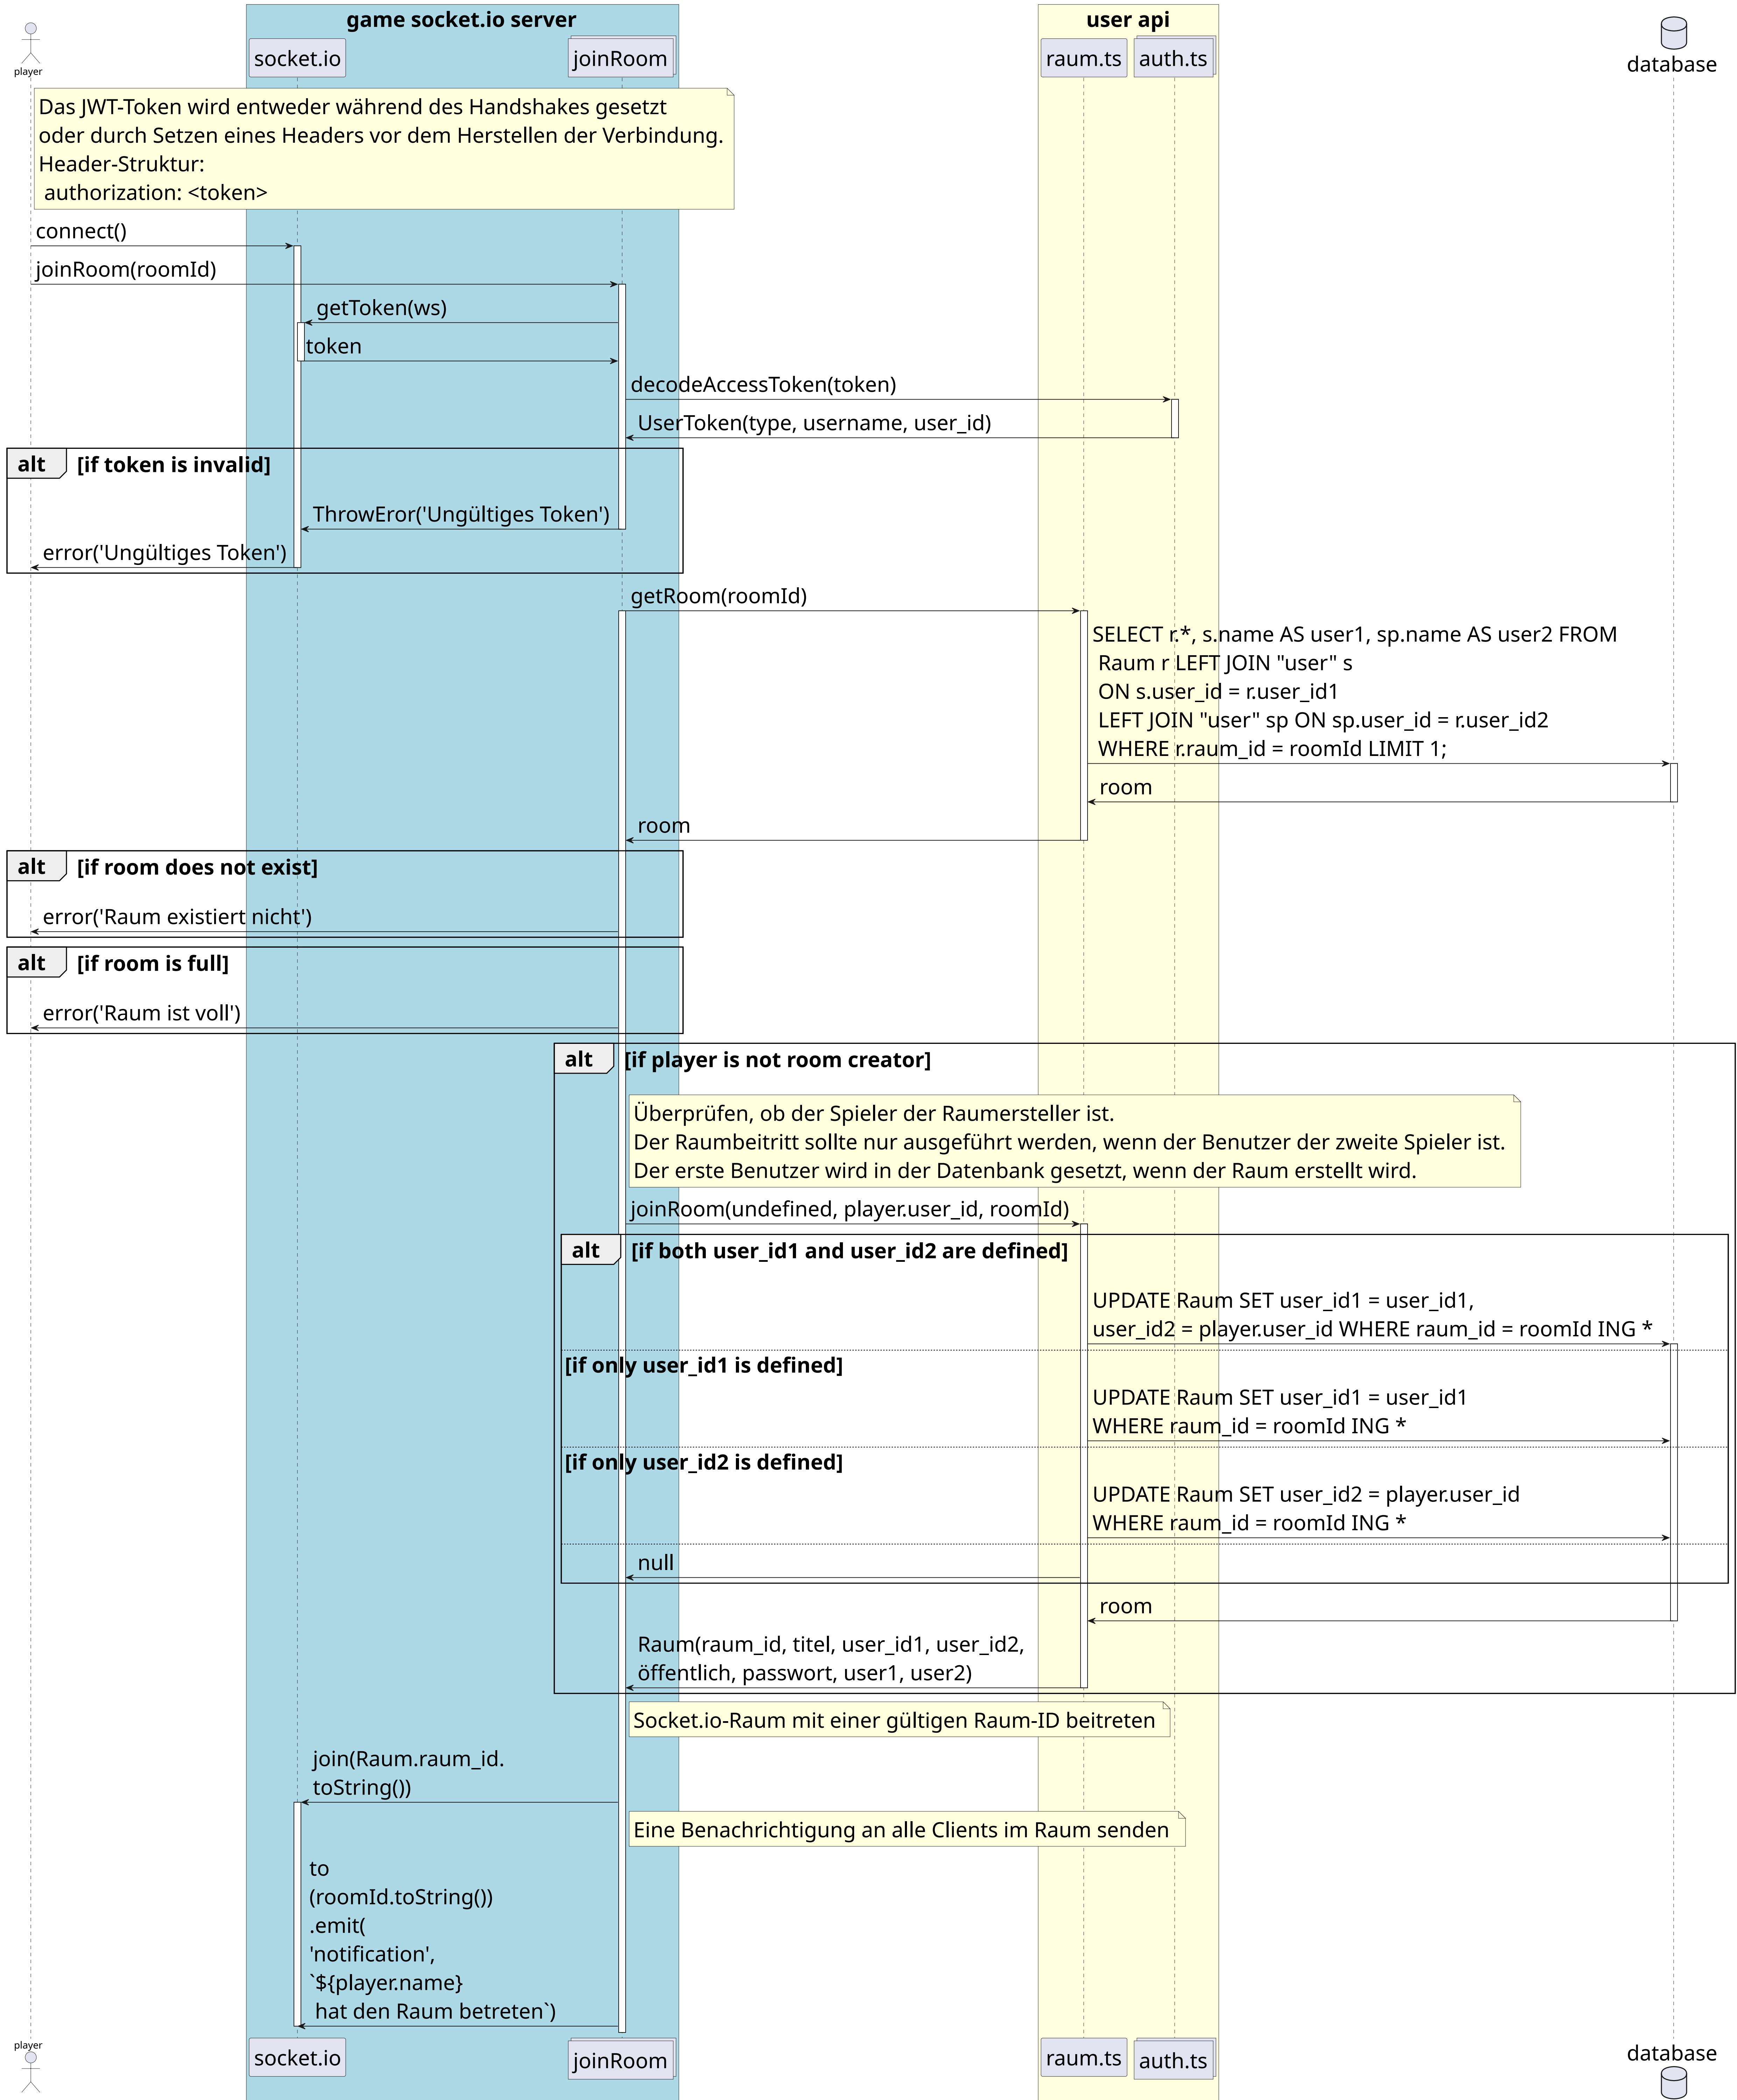 game socket.io server
user api
player
socket.io
joinRoom
raum.ts
auth.ts
database
Das JWT-Token wird entweder während des Handshakes gesetzt
oder durch Setzen eines Headers vor dem Herstellen der Verbindung.
Header-Struktur:
authorization: <token>
connect()
joinRoom(roomId)
getToken(ws)
token
decodeAccessToken(token)
UserToken(type, username, user_id)
alt [if token is invalid]
ThrowEror('Ungültiges Token')
error('Ungültiges Token')
getRoom(roomId)
SELECT r.*, s.name AS user1, sp.name AS user2 FROM
Raum r LEFT JOIN "user" s
ON s.user_id = r.user_id1
LEFT JOIN "user" sp ON sp.user_id = r.user_id2
WHERE r.raum_id = roomId LIMIT 1;
room
room
alt [if room does not exist]
error('Raum existiert nicht')
alt [if room is full]
error('Raum ist voll')
alt [if player is not room creator]
Überprüfen, ob der Spieler der Raumersteller ist.
Der Raumbeitritt sollte nur ausgeführt werden, wenn der Benutzer der zweite Spieler ist.
Der erste Benutzer wird in der Datenbank gesetzt, wenn der Raum erstellt wird.
joinRoom(undefined, player.user_id, roomId)
alt [if both user_id1 and user_id2 are defined]
UPDATE Raum SET user_id1 = user_id1,
user_id2 = player.user_id WHERE raum_id = roomId ING *
[if only user_id1 is defined]
UPDATE Raum SET user_id1 = user_id1
WHERE raum_id = roomId ING *
[if only user_id2 is defined]
UPDATE Raum SET user_id2 = player.user_id
WHERE raum_id = roomId ING *
null
room
Raum(raum_id, titel, user_id1, user_id2,
öffentlich, passwort, user1, user2)
Socket.io-Raum mit einer gültigen Raum-ID beitreten
join(Raum.raum_id.
toString())
Eine Benachrichtigung an alle Clients im Raum senden
to
(roomId.toString())
.emit(
'notification',
`${player.name}
hat den Raum betreten`)
player
socket.io
joinRoom
raum.ts
auth.ts
database